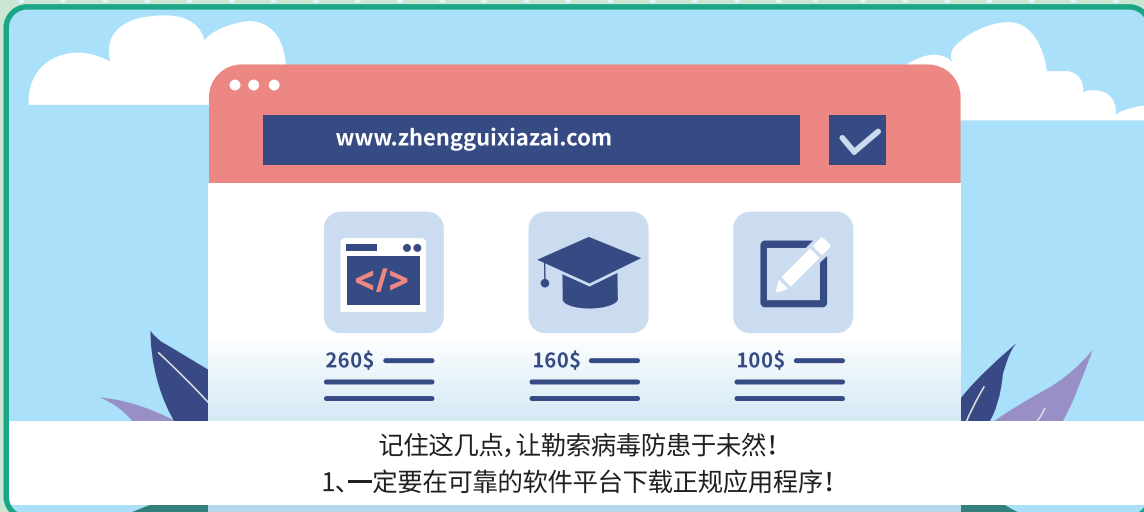 www.zhengguixiazai.com
</>
260$ 160$ 100$
记住这几点，让勒索病毒防患于未然！
1、一定要在可靠的软件平台下载正规应用程序！